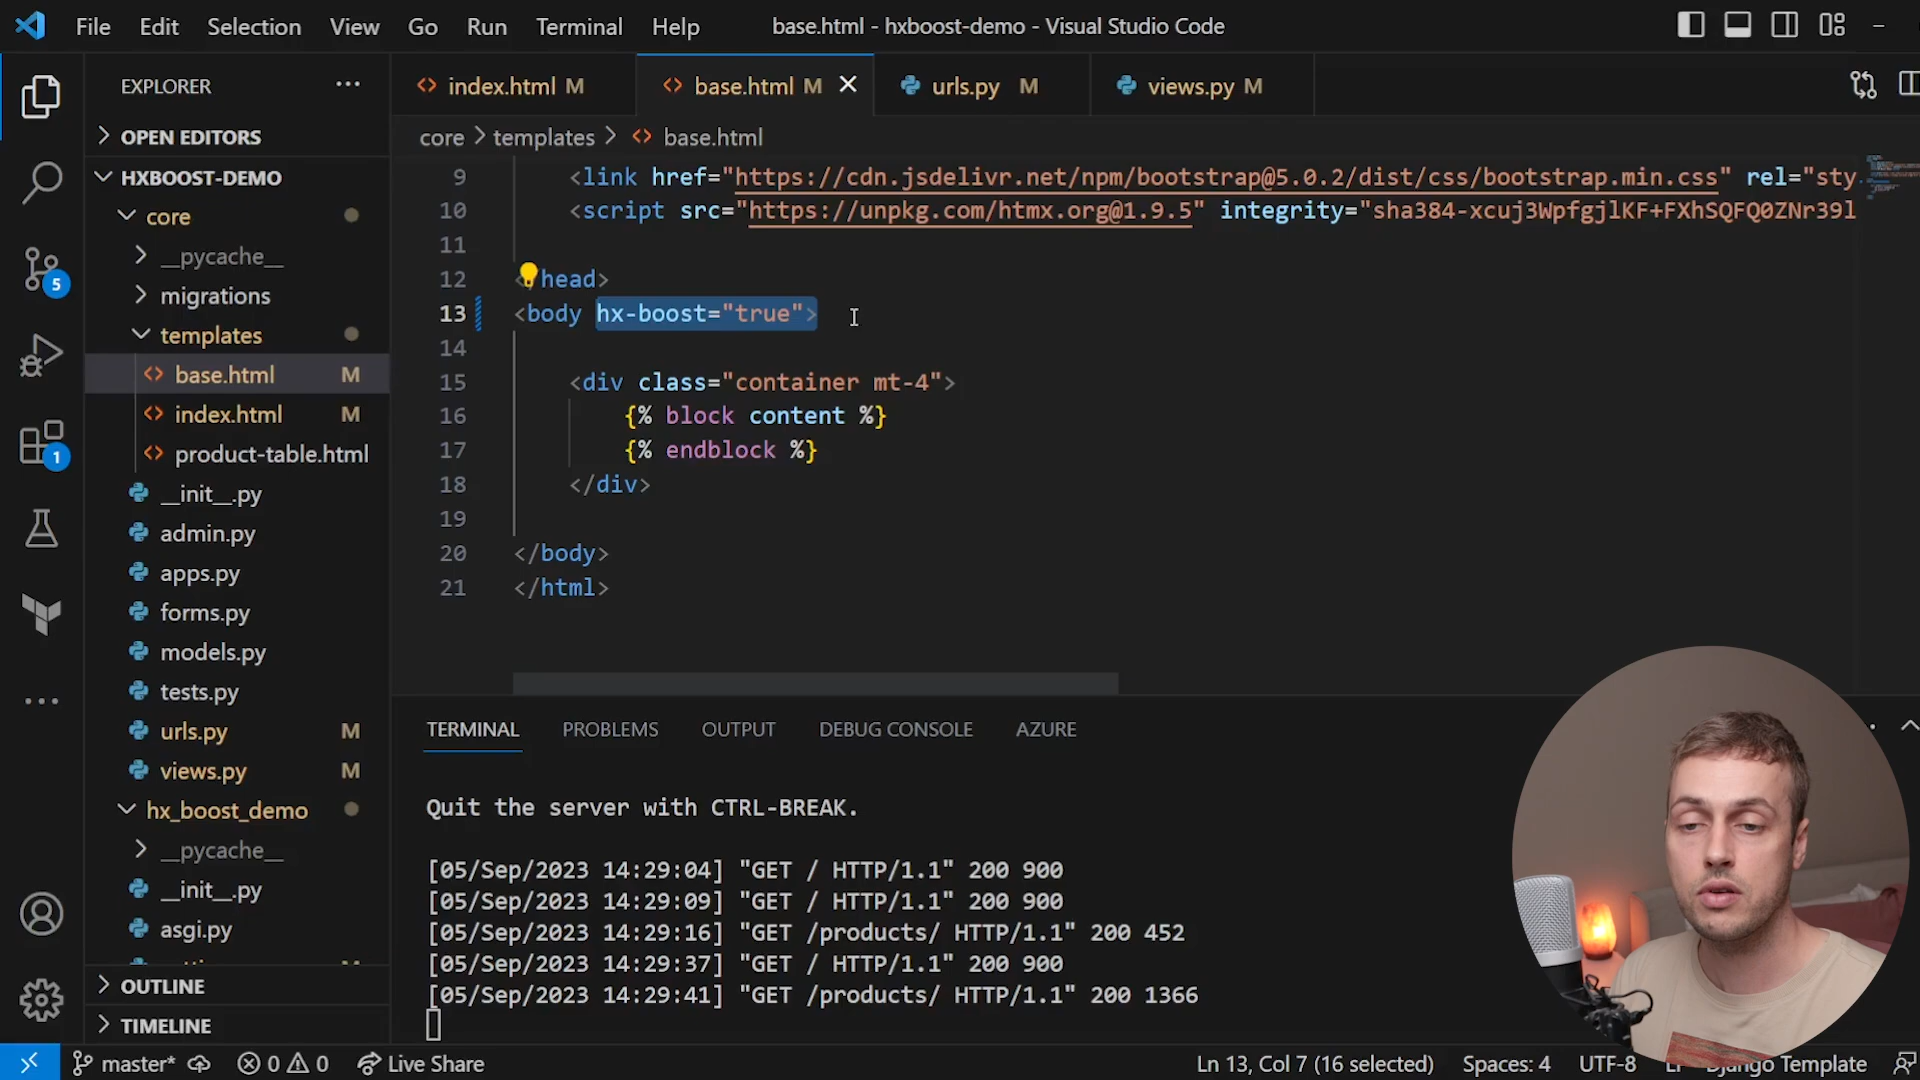 File Edit Selection View Go Run Terminal Help
base.html - hxboost-demo - Visual Studio Code
EXPLORER
OPEN EDITORS
HXBOOST-DEMO
core
__pycache__
migrations
templates
base.html M
index.html M
product-table.html
__init__.py
admin.py
apps.py
forms.py
models.py
tests.py
urls.py M
views.py M
hx_boost_demo
__pycache__
__init__.py
asgi.py
OUTLINE
TIMELINE
5
1
index.html M
base.html M
urls.py M
views.py M
core > templates > <> base.html
9 <link href="https://cdn.jsdelivr.net/npm/bootstrap@5.0.2/dist/css/bootstrap.min.css" rel="sty
10 <script src="https://unpkg.com/htmx.org@1.9.5" integrity="sha384-xcuj3WpfgjlKF+FXhSQFQ0ZNr39l
11
12 head>
13 <body hx-boost="true">
14
15 <div class="container mt-4">
16 {% block content %}
17 {% endblock %}
18 </div>
19
20 </body>
21 </html>
TERMINAL PROBLEMS OUTPUT DEBUG CONSOLE AZURE
Quit the server with CTRL-BREAK.
[05/Sep/2023 14:29:04] "GET / HTTP/1.1" 200 900
[05/Sep/2023 14:29:09] "GET / HTTP/1.1" 200 900
[05/Sep/2023 14:29:16] "GET /products/ HTTP/1.1" 200 452
[05/Sep/2023 14:29:37] "GET / HTTP/1.1" 200 900
[05/Sep/2023 14:29:41] "GET /products/ HTTP/1.1" 200 1366
master* 0 0 Live Share
Ln 13, Col 7 (16 selected) Spaces: 4 UTF-8 Django Template